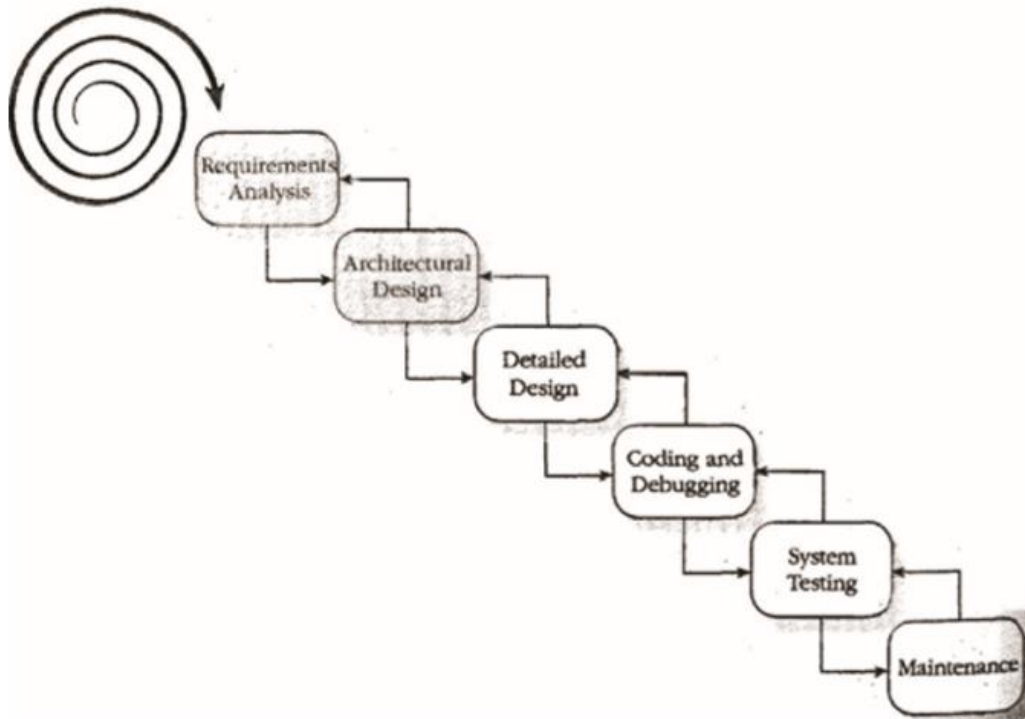 Requirements
Analysis
Architectural
Design
Detailed
Design
Coding and
Debugging
System
Testing
Maintenance